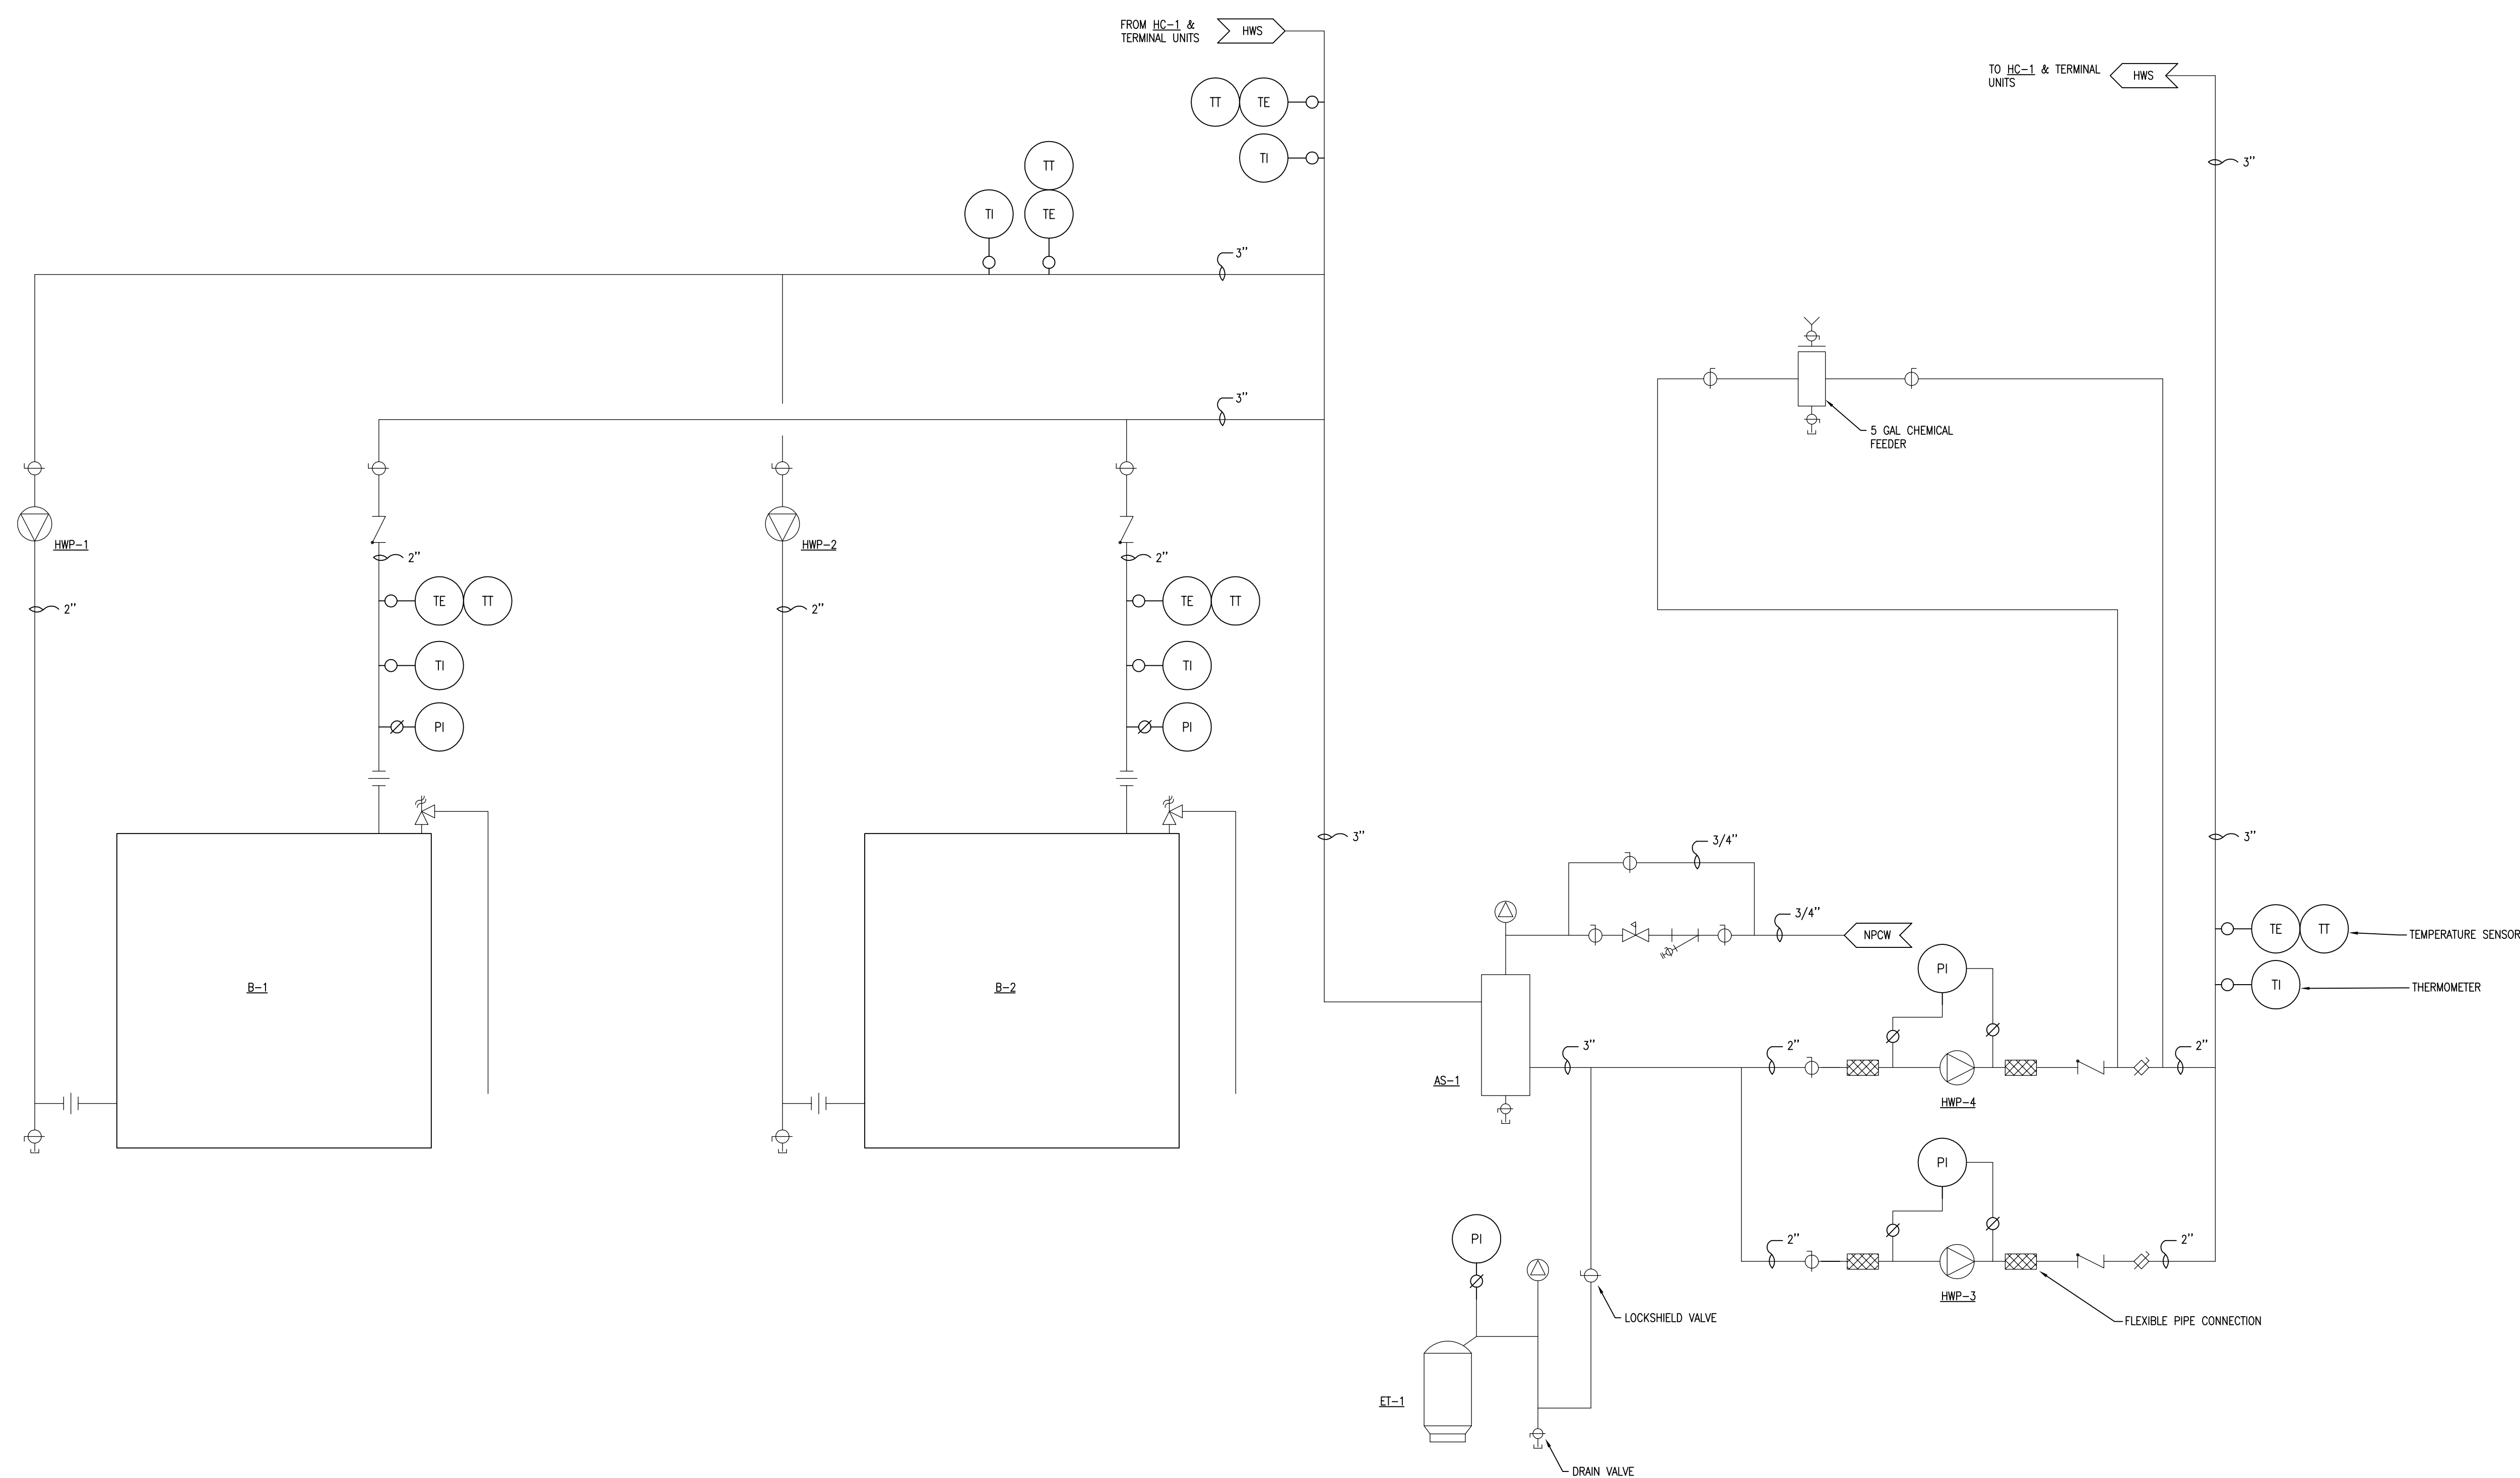 FROM HC-1 &
TERMINAL UNITS
HWS
TO HC-1 & TERMINAL
UNITS
HWS
TT
TE
TI
3"
TT
TI
TE
3"
3"
5 GAL CHEMICAL
FEEDER
HWP-1
HWP-2
2"
2"
TE
TT
TE
TT
2"
2"
TI
TI
PI
PI
3"
3"
3/4"
3/4"
NPCW
TE
TT
TEMPERATURE SENSOR
PI
TI
THERMOMETER
B-1
B-2
3"
2"
2"
AS-1
HWP-4
PI
PI
2"
2"
HWP-3
LOCKSHIELD VALVE
FLEXIBLE PIPE CONNECTION
ET-1
DRAIN VALVE